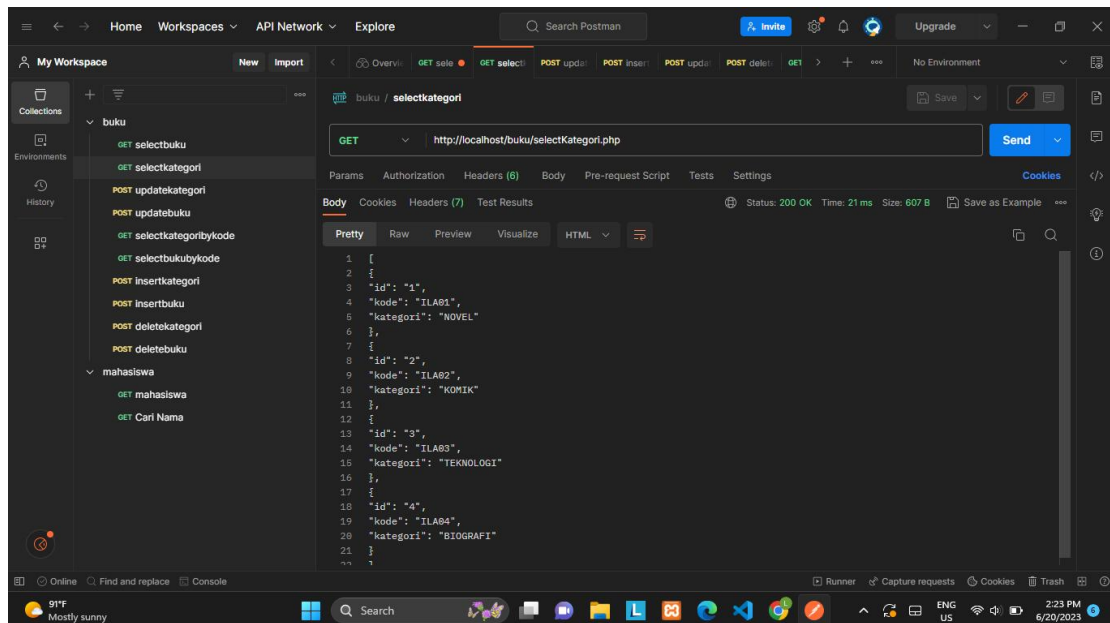 Home Workspaces API Network Explore Search Postman Invite Upgrade
My Workspace New Import Overvi GET sele GET selecti POST updat POST insert POST updat POST delet GET No Environment
Collections
Environments
History
buku
GET selectbuku
GET selectkategori
POST updatekategori
POST updatebuku
GET selectkategoribykode
GET selectbukubykode
POST insertkategori
POST insertbuku
POST deletekategori
POST deletebuku
mahasiswa
GET mahasiswa
GET Cari Nama
HTTP buku / selectkategori Save
GET http://localhost/buku/selectKategori.php Send
Params Authorization Headers (6) Body Pre-request Script Tests Settings Cookies
Body Cookies Headers (7) Test Results Status: 200 OK Time: 21 ms Size: 607 B Save as Example
Pretty Raw Preview Visualize HTML
1 [
2 {
3 "id": "1",
4 "kode": "ILA01",
5 "kategori": "NOVEL"
6 },
7 {
8 "id": "2",
9 "kode": "ILA02",
10 "kategori": "KOMIK"
11 },
12 {
13 "id": "3",
14 "kode": "ILA03",
15 "kategori": "TEKNOLOGI"
16 },
17 {
18 "id": "4",
19 "kode": "ILA04",
20 "kategori": "BIOGRAFI"
21 }
22 ]
Online Find and replace Console Runner Capture requests Cookies Trash
91°F
Mostly sunny
Search
ENG
US
2:23 PM
6/20/2023
6